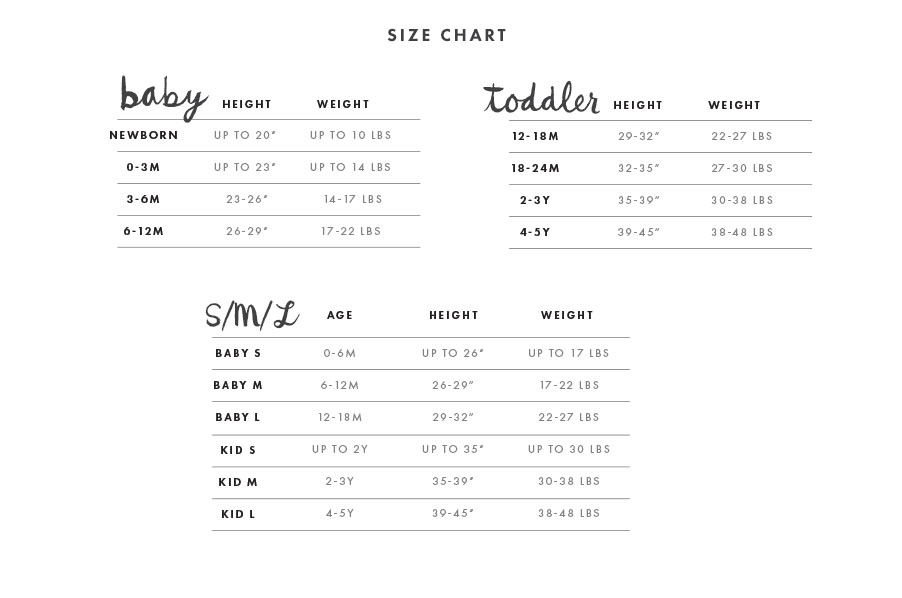 SIZE CHART
baby HEIGHT WEIGHT
NEWBORN UP TO 20" UP TO 10 LBS
0-3M UP TO 23" UP TO 14 LBS
3-6M 23-26" 14-17 LBS
6-12M 26-29" 17-22 LBS
toddler HEIGHT WEIGHT
12-18M 29-32" 22-27 LBS
18-24M 32-35" 27-30 LBS
2-3Y 35-39" 30-38 LBS
4-5Y 39-45" 38-48 LBS
S/M/L AGE HEIGHT WEIGHT
BABY S 0-6M UP TO 26" UP TO 17 LBS
BABY M 6-12M 26-29" 17-22 LBS
BABY L 12-18M 29-32" 22-27 LBS
KID S UP TO 2Y UP TO 35" UP TO 30 LBS
KID M 2-3Y 35-39" 30-38 LBS
KID L 4-5Y 39-45" 38-48 LBS